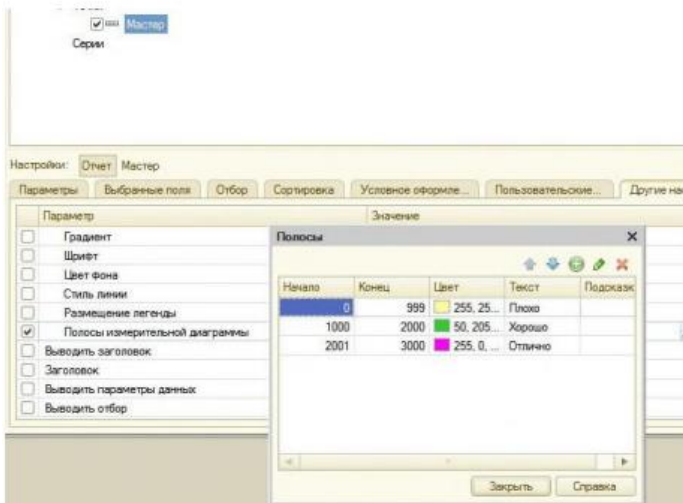 Мастер
Серии
Настройки: Отчет Мастер
Параметры Выбранные поля Отбор Сортировка Условное оформле... Пользовательские... Другие нас
Параметр Значение
Градиент
Шрифт
Цвет фона
Стиль линии
Размещение легенды
Полосы измерительной диаграммы
Выводить заголовок
Заголовок
Выводить параметры данных
Выводить отбор
Полосы
Начало Конец Цвет Текст Подсказк
0 999 255, 25... Плохо
1000 2000 50, 205... Хорошо
2001 3000 255, 0, ... Отлично
Закрыть Справка